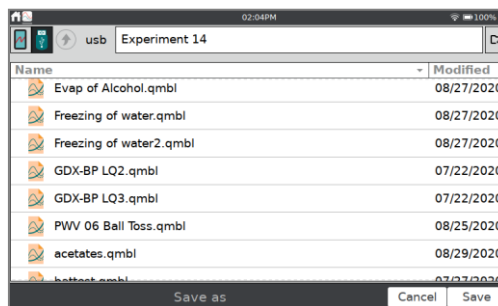 02:04PM 100%
usb Experiment 14
Name Modified
Evap of Alcohol.qmbl 08/27/2020
Freezing of water.qmbl 08/27/2020
Freezing of water2.qmbl 08/27/2020
GDX-BP LQ2.qmbl 07/22/2020
GDX-BP LQ3.qmbl 07/22/2020
PWV 06 Ball Toss.qmbl 08/25/2020
acetates.qmbl 08/29/2020
Save as Cancel Save